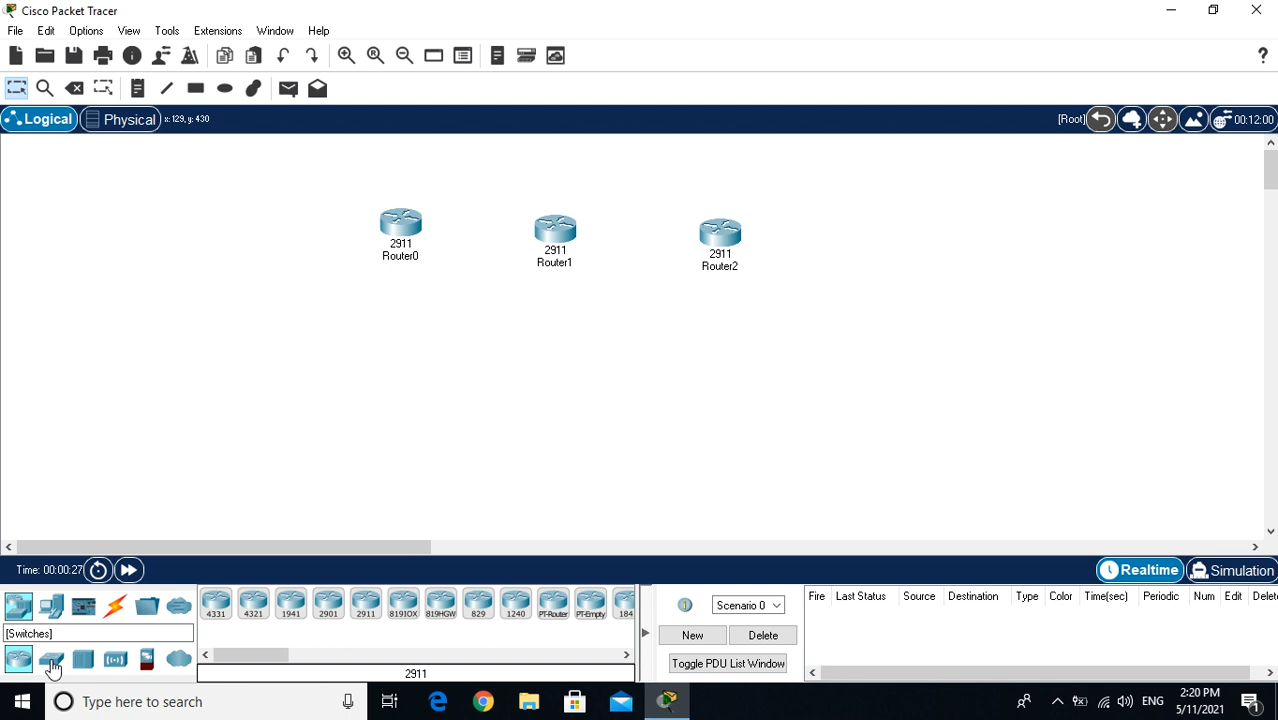 Cisco Packet Tracer
File Edit Options View Tools Extensions Window Help
?
Logical Physical x: 129, y: 430 [Root] 00:12:00
2911
Router0
2911
Router1
2911
Router2
Time: 00:00:27 Realtime Simulation
4331 4321 1941 2901 2911 819IOX 819HGW 829 1240 PT-Router PT-Empty 184
[Switches]
2911
Scenario 0
New Delete
Toggle PDU List Window
Fire Last Status Source Destination Type Color Time(sec) Periodic Num Edit Delet
Type here to search
ENG
2:20 PM
5/11/2021
1